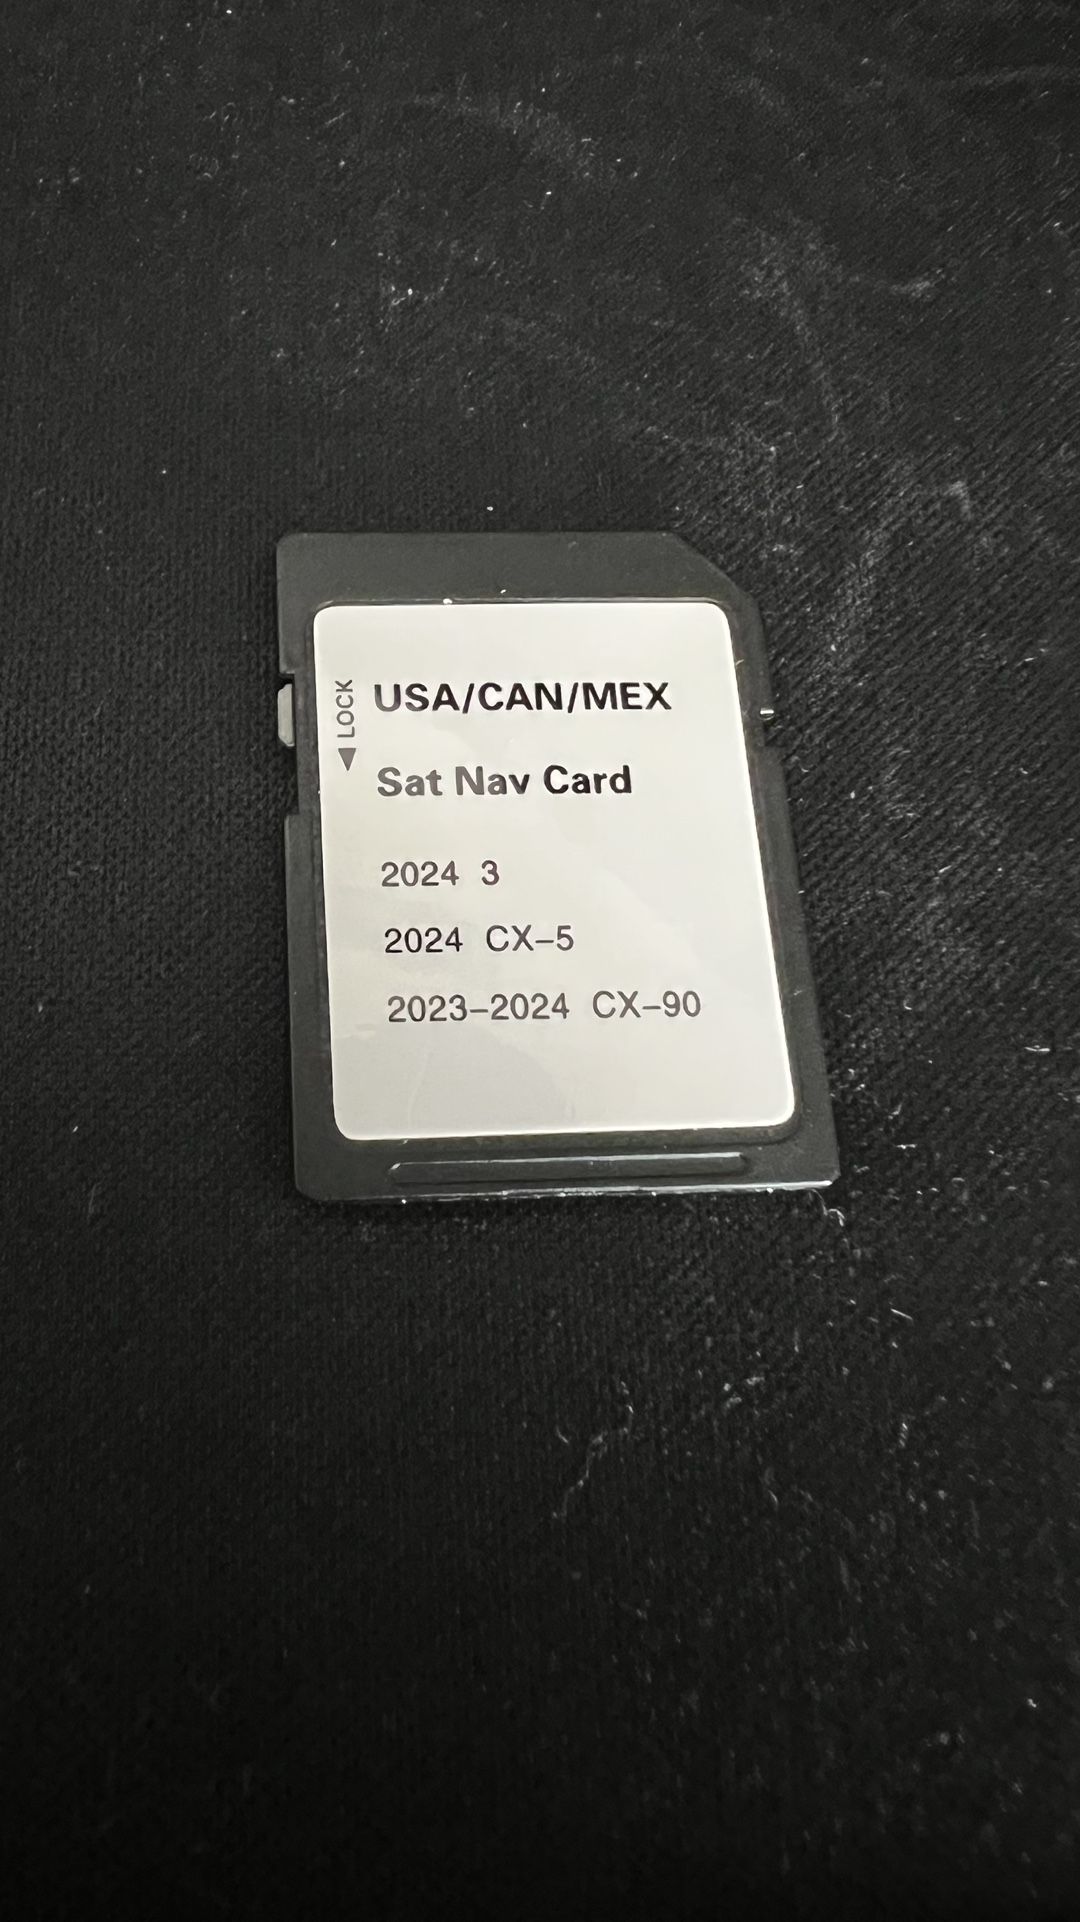 LOCK
USA/CAN/MEX
Sat Nav Card
2024 3
2024 CX-5
2023-2024 CX-90